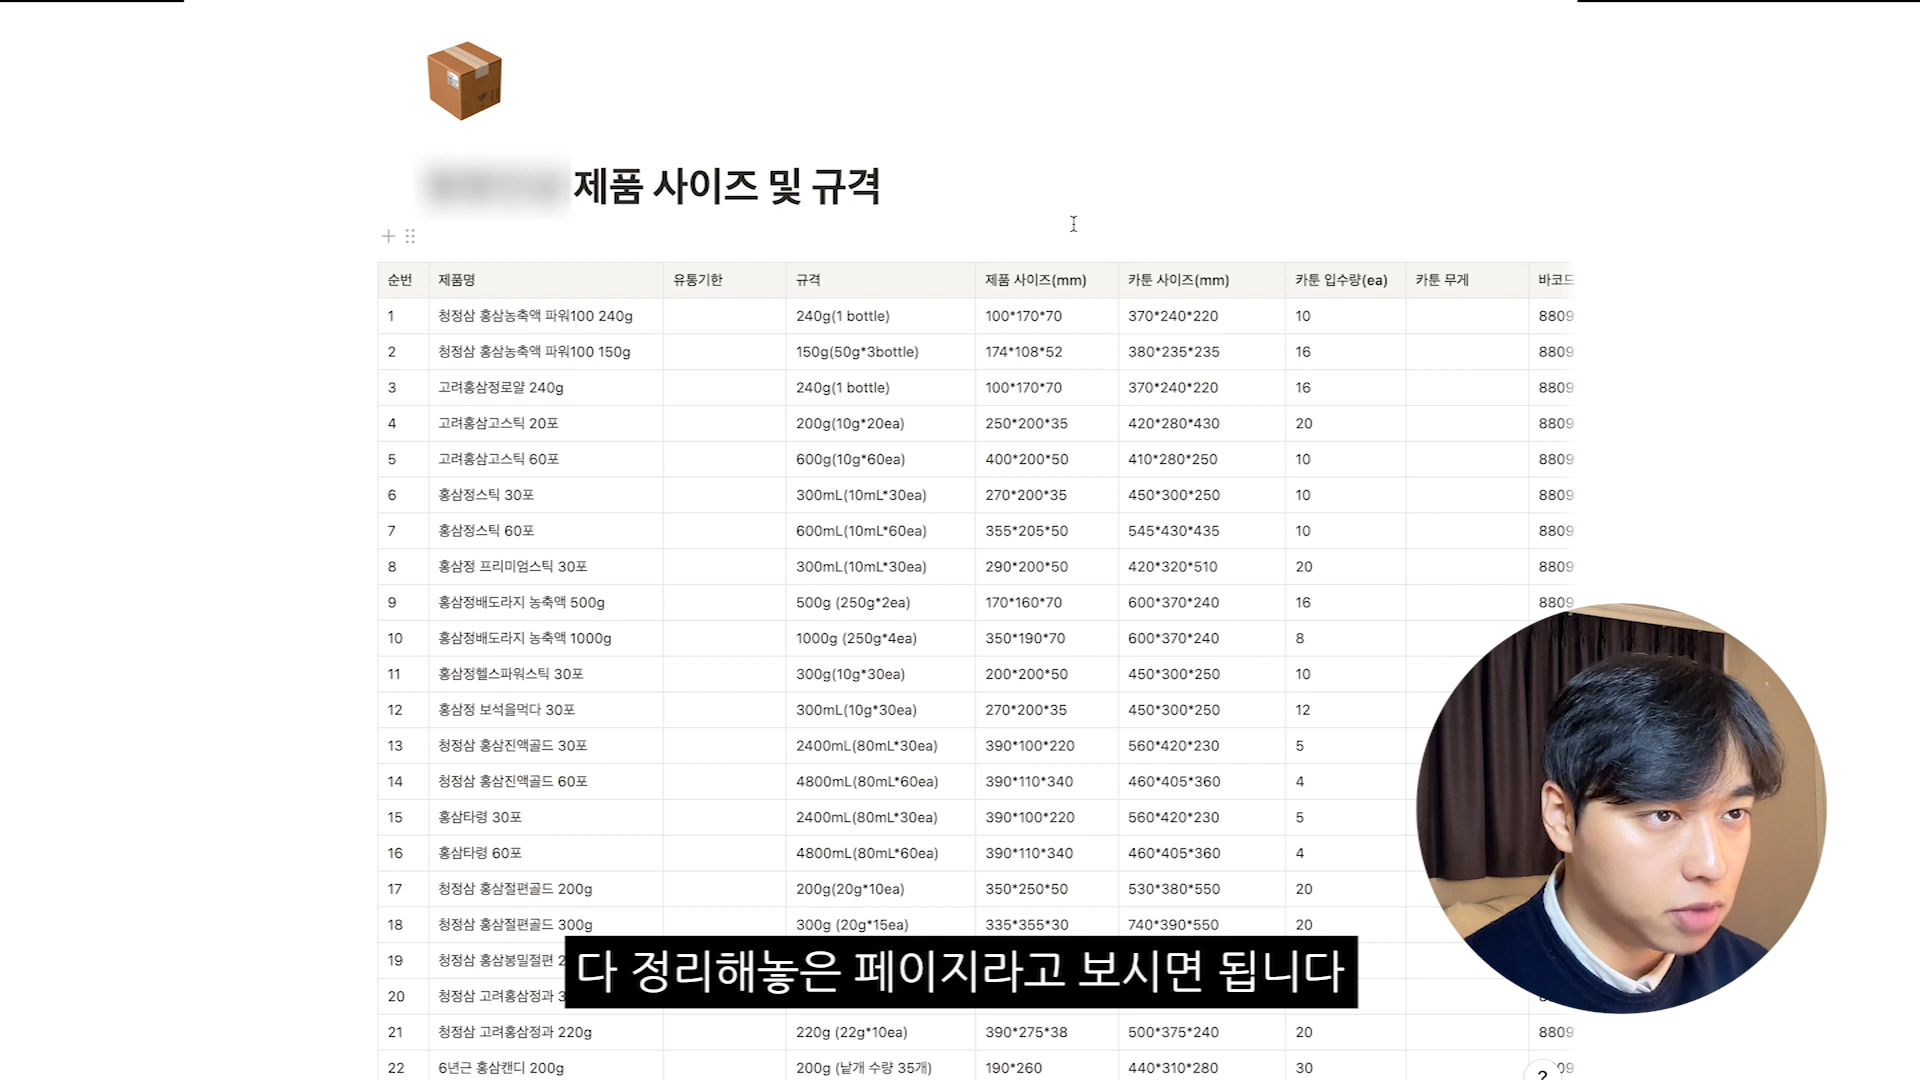 제품 사이즈 및 규격
순번 제품명 유통기한 규격 제품 사이즈(mm) 카툰 사이즈(mm) 카툰 입수량(ea) 카툰 무게 바코드
1 청정삼 홍삼농축액 파워100 240g 240g(1 bottle) 100*170*70 370*240*220 10 8809
2 청정삼 홍삼농축액 파워100 150g 150g(50g*3bottle) 174*108*52 380*235*235 16 8809
3 고려홍삼정로얄 240g 240g(1 bottle) 100*170*70 370*240*220 16 8809
4 고려홍삼고스틱 20포 200g(10g*20ea) 250*200*35 420*280*430 20 8809
5 고려홍삼고스틱 60포 600g(10g*60ea) 400*200*50 410*280*250 10 8809
6 홍삼정스틱 30포 300mL(10mL*30ea) 270*200*35 450*300*250 10 8809
7 홍삼정스틱 60포 600mL(10mL*60ea) 355*205*50 545*430*435 10 8809
8 홍삼정 프리미엄스틱 30포 300mL(10mL*30ea) 290*200*50 420*320*510 20 8809
9 홍삼정배도라지 농축액 500g 500g (250g*2ea) 170*160*70 600*370*240 16 8809
10 홍삼정배도라지 농축액 1000g 1000g (250g*4ea) 350*190*70 600*370*240 8
11 홍삼정헬스파워스틱 30포 300g(10g*30ea) 200*200*50 450*300*250 10
12 홍삼정 보석을먹다 30포 300mL(10g*30ea) 270*200*35 450*300*250 12
13 청정삼 홍삼진액골드 30포 2400mL(80mL*30ea) 390*100*220 560*420*230 5
14 청정삼 홍삼진액골드 60포 4800mL(80mL*60ea) 390*110*340 460*405*360 4
15 홍삼타령 30포 2400mL(80mL*30ea) 390*100*220 560*420*230 5
16 홍삼타령 60포 4800mL(80mL*60ea) 390*110*340 460*405*360 4
17 청정삼 홍삼절편골드 200g 200g(20g*10ea) 350*250*50 530*380*550 20
18 청정삼 홍삼절편골드 300g 300g (20g*15ea) 335*355*30 740*390*550 20
19 청정삼 홍삼봉밀절편
20 청정삼 고려홍삼정과
다 정리해놓은 페이지라고 보시면 됩니다
21 청정삼 고려홍삼정과 220g 220g (22g*10ea) 390*275*38 500*375*240 20 8809
22 6년근 홍삼캔디 200g 200g (낱개 수량 35개) 190*260 440*310*280 30 09
?